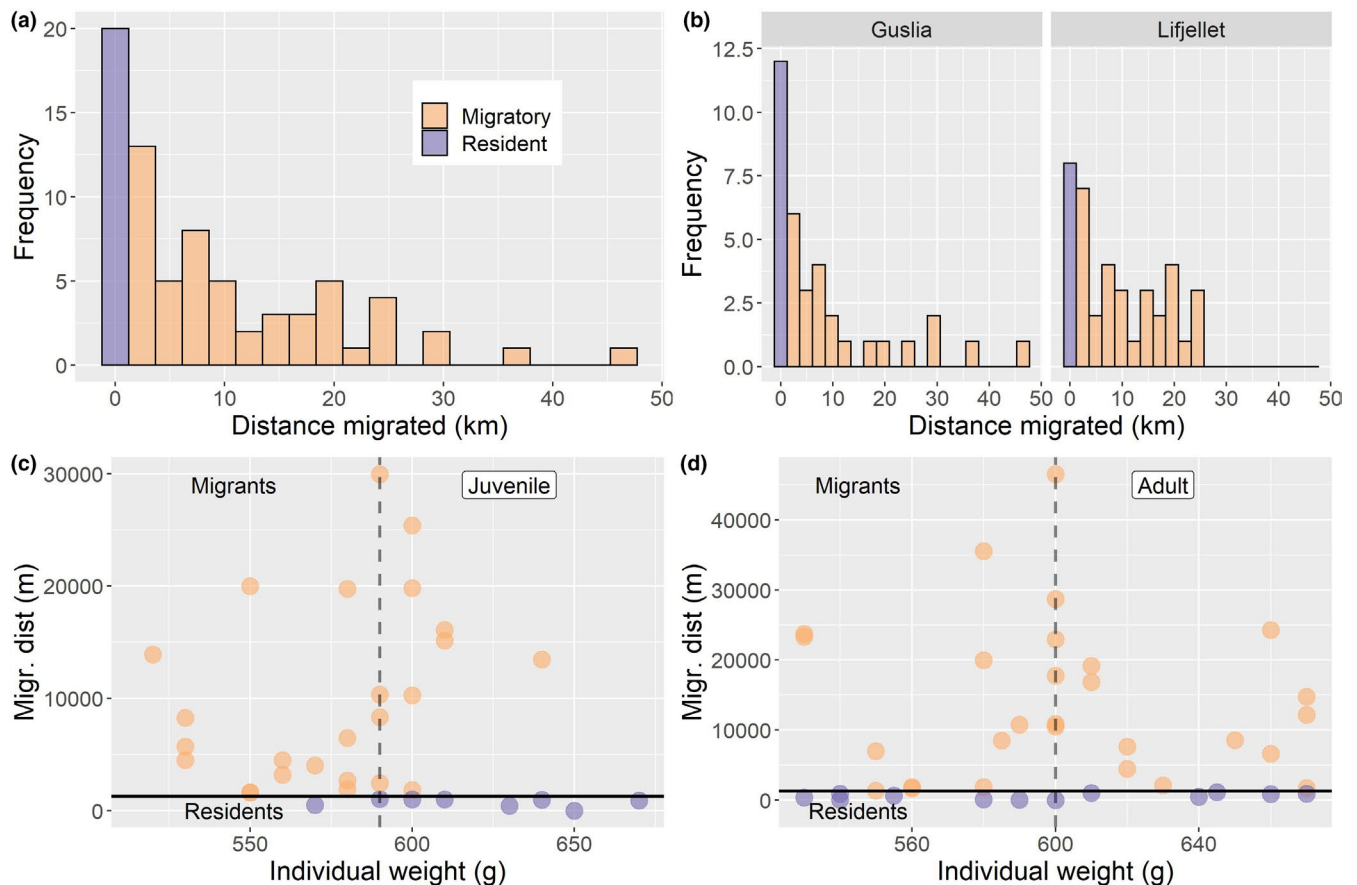 (a)
20
15
10
5
0
Frequency
Migratory
Resident
0 10 20 30 40 50
Distance migrated (km)
(b)
Guslia Lifjellet
12.5
10.0
7.5
5.0
2.5
0.0
Frequency
0 10 20 30 40 50 0 10 20 30 40 50
Distance migrated (km)
(c)
30000
20000
10000
0
Migr. dist (m)
Migrants
Juvenile
Residents
550 600 650
Individual weight (g)
(d)
40000
30000
20000
10000
0
Migr. dist (m)
Migrants
Adult
Residents
560 600 640
Individual weight (g)